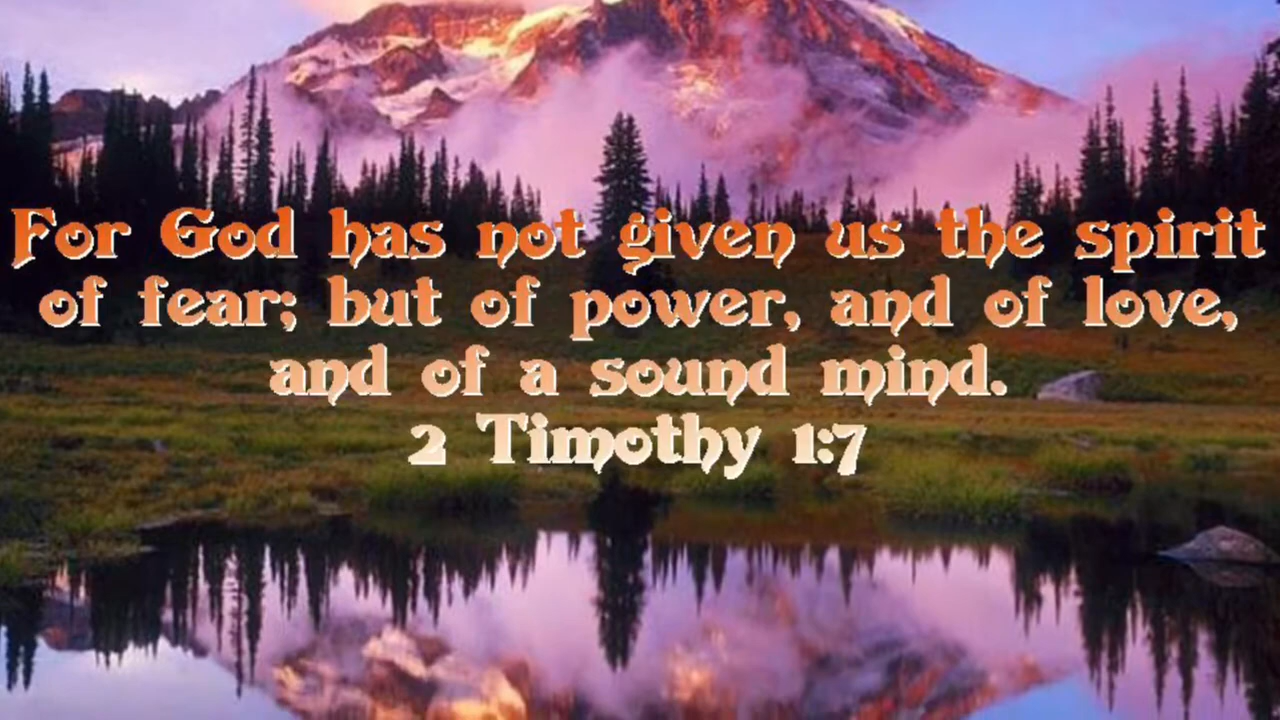 For God has not given us the spirit
of fear; but of power, and of love,
and of a sound mind.
2 Timothy 1:7